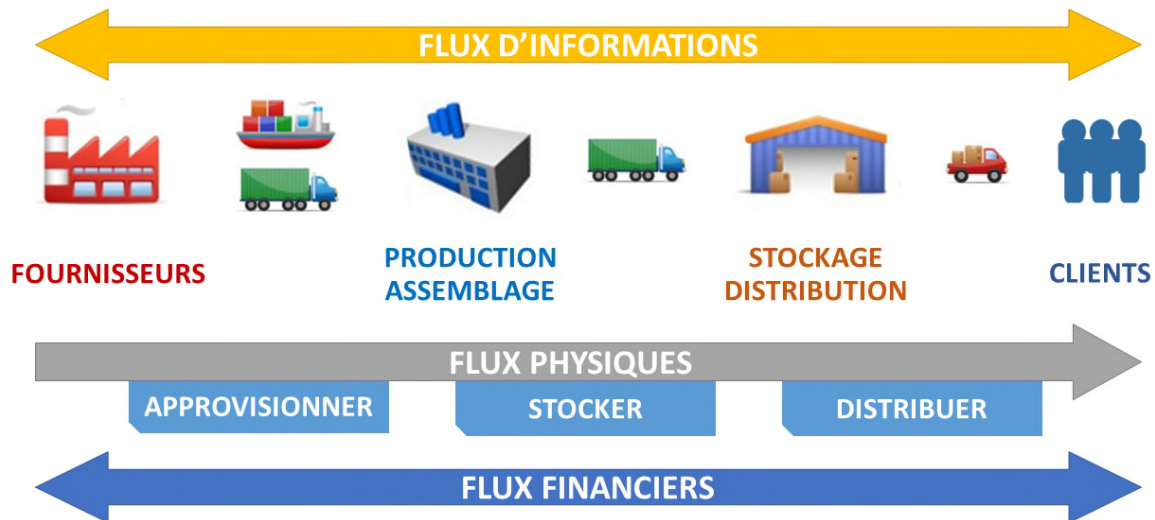 FLUX D’INFORMATIONS
FOURNISSEURS
PRODUCTION
ASSEMBLAGE
STOCKAGE
DISTRIBUTION
CLIENTS
FLUX PHYSIQUES
APPROVISIONNER
STOCKER
DISTRIBUER
FLUX FINANCIERS